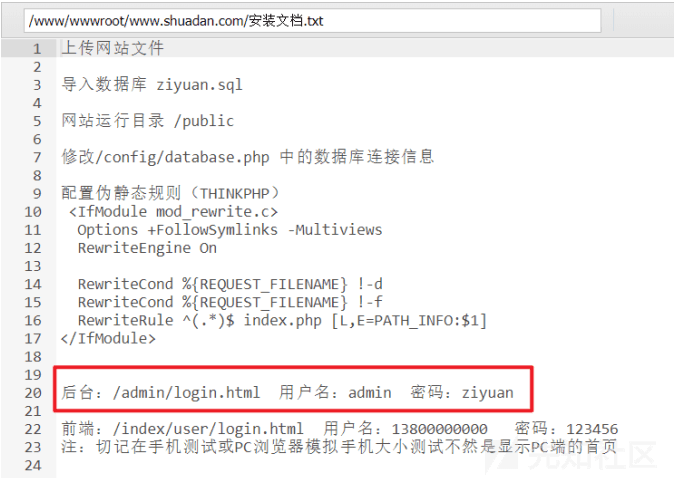 /www/wwwroot/www.shuadan.com/安装文档.txt
1 上传网站文件
2
3 导入数据库 ziyuan.sql
4
5 网站运行目录 /public
6
7 修改/config/database.php 中的数据库连接信息
8
9 配置伪静态规则（THINKPHP）
10 <IfModule mod_rewrite.c>
11 Options +FollowSymlinks -Multiviews
12 RewriteEngine On
13
14 RewriteCond %{REQUEST_FILENAME} !-d
15 RewriteCond %{REQUEST_FILENAME} !-f
16 RewriteRule ^(.*)$ index.php [L,E=PATH_INFO:$1]
17 </IfModule>
18
19
20 后台：/admin/login.html 用户名：admin 密码：ziyuan
21
22 前端：/index/user/login.html 用户名：13800000000 密码：123456
23 注：切记在手机测试或PC浏览器模拟手机大小测试不然是显示PC端的首页
24
先知社区